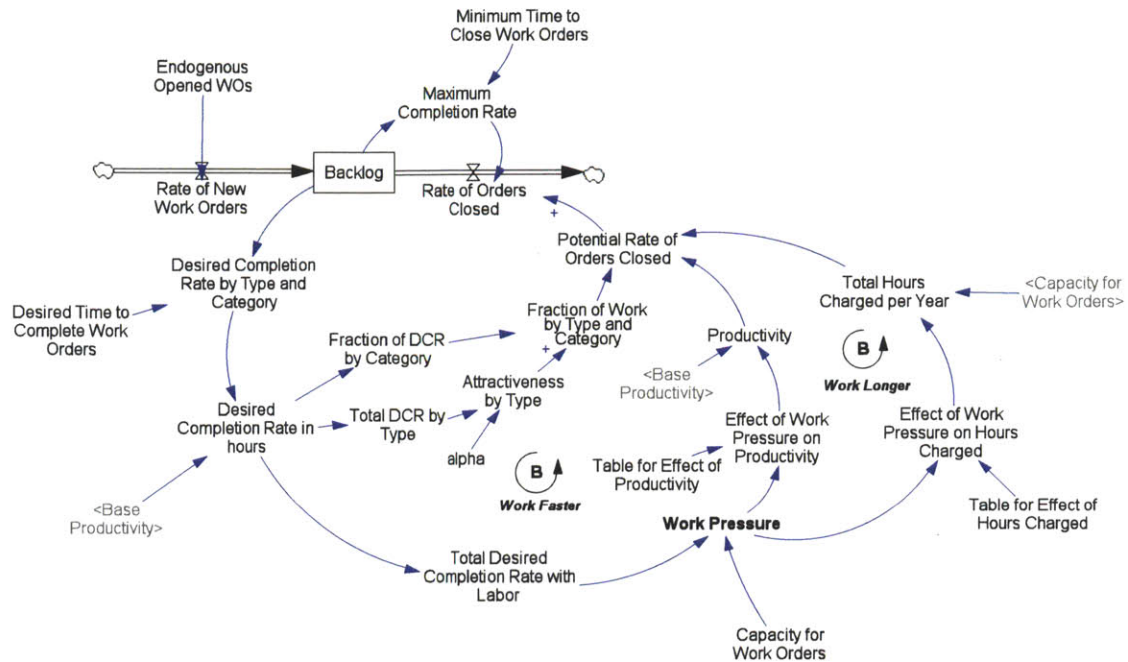 Minimum Time to
Close Work Orders
Endogenous
Opened WOs
Maximum
Completion Rate
Backlog
Rate of New
Work Orders
Rate of Orders
Closed
+
Potential Rate of
Orders Closed
Desired Completion
Rate by Type and
Category
Total Hours
Charged per Year
<Capacity for
Work Orders>
Desired Time to
Complete Work
Orders
Fraction of Work
by Type and
Category
+
Fraction of DCR
by Category
Productivity
B
Work Longer
<Base
Productivity>
Attractiveness
by Type
Desired
Completion Rate in
hours
Total DCR by
Type
Effect of Work
Pressure on
Productivity
Effect of Work
Pressure on Hours
Charged
alpha
B
Work Faster
Table for Effect of
Productivity
Table for Effect of
Hours Charged
<Base
Productivity>
Work Pressure
Total Desired
Completion Rate with
Labor
Capacity for
Work Orders